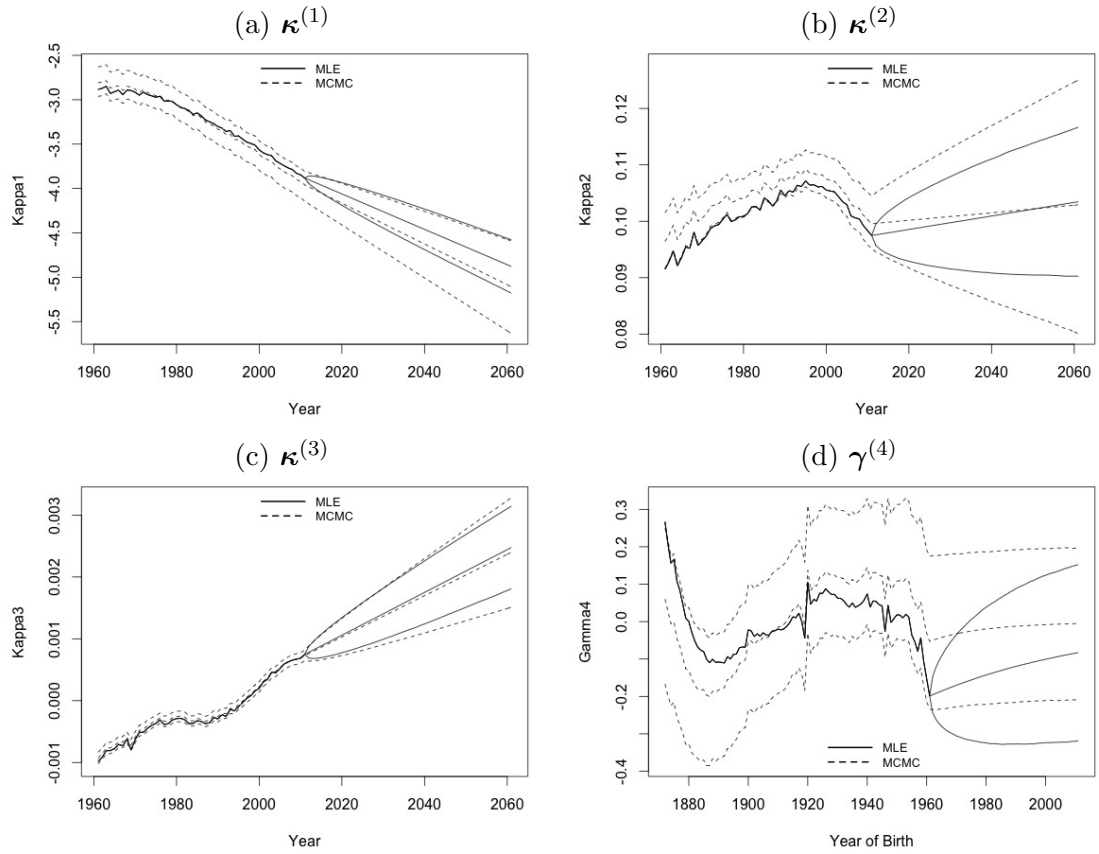 (a) κ(1)
-2.5
-3.0
-3.5
-4.0
-4.5
-5.0
-5.5
Kappa1
MLE
MCMC
1960 1980 2000 2020 2040 2060
Year
(b) κ(2)
0.12
0.11
0.10
0.09
0.08
Kappa2
MLE
MCMC
1960 1980 2000 2020 2040 2060
Year
(c) κ(3)
0.003
0.002
0.001
0.000
-0.001
Kappa3
MLE
MCMC
1960 1980 2000 2020 2040 2060
Year
(d) γ(4)
0.3
0.2
0.1
0.0
-0.2
-0.4
Gamma4
MLE
MCMC
1880 1900 1920 1940 1960 1980 2000
Year of Birth